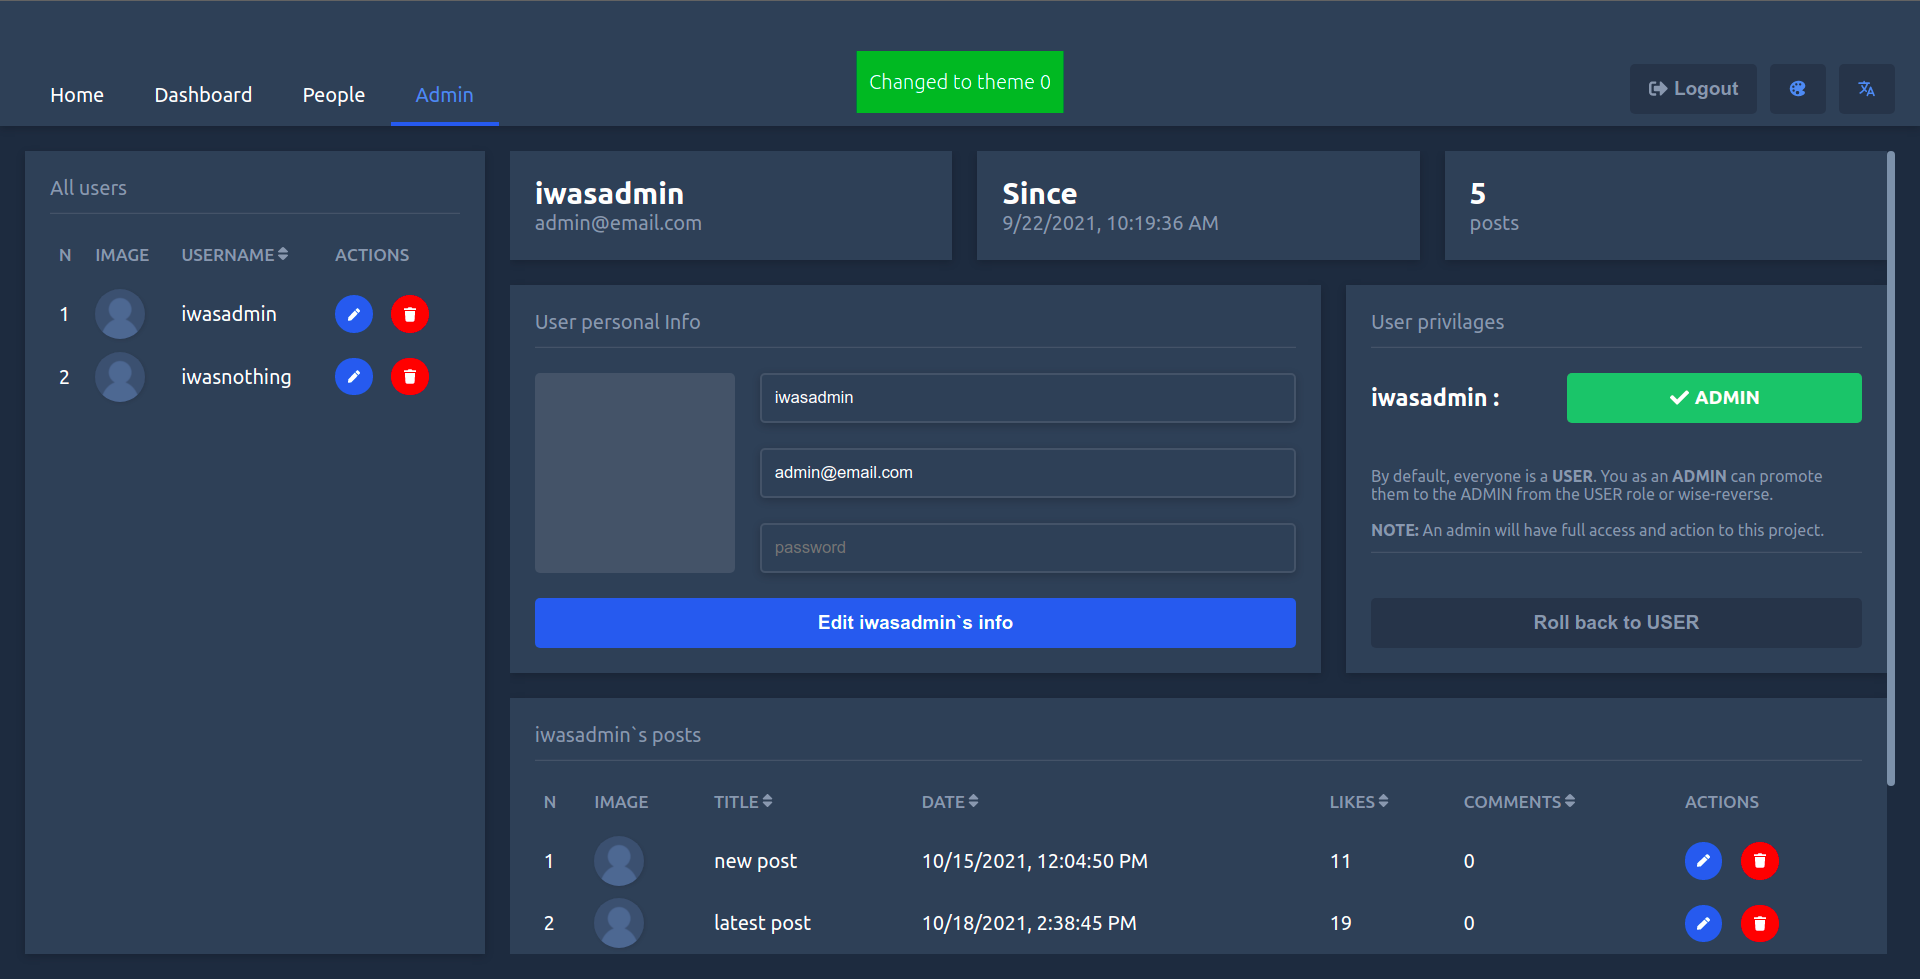 Home Dashboard People Admin
Changed to theme 0
Logout
All users
N IMAGE USERNAME ACTIONS
1 iwasadmin
2 iwasnothing
iwasadmin
admin@email.com
Since
9/22/2021, 10:19:36 AM
5
posts
User personal Info
iwasadmin
admin@email.com
password
Edit iwasadmin`s info
User privilages
iwasadmin : ADMIN
By default, everyone is a USER. You as an ADMIN can promote
them to the ADMIN from the USER role or wise-reverse.
NOTE: An admin will have full access and action to this project.
Roll back to USER
iwasadmin`s posts
N IMAGE TITLE DATE LIKES COMMENTS ACTIONS
1 new post 10/15/2021, 12:04:50 PM 11 0
2 latest post 10/18/2021, 2:38:45 PM 19 0